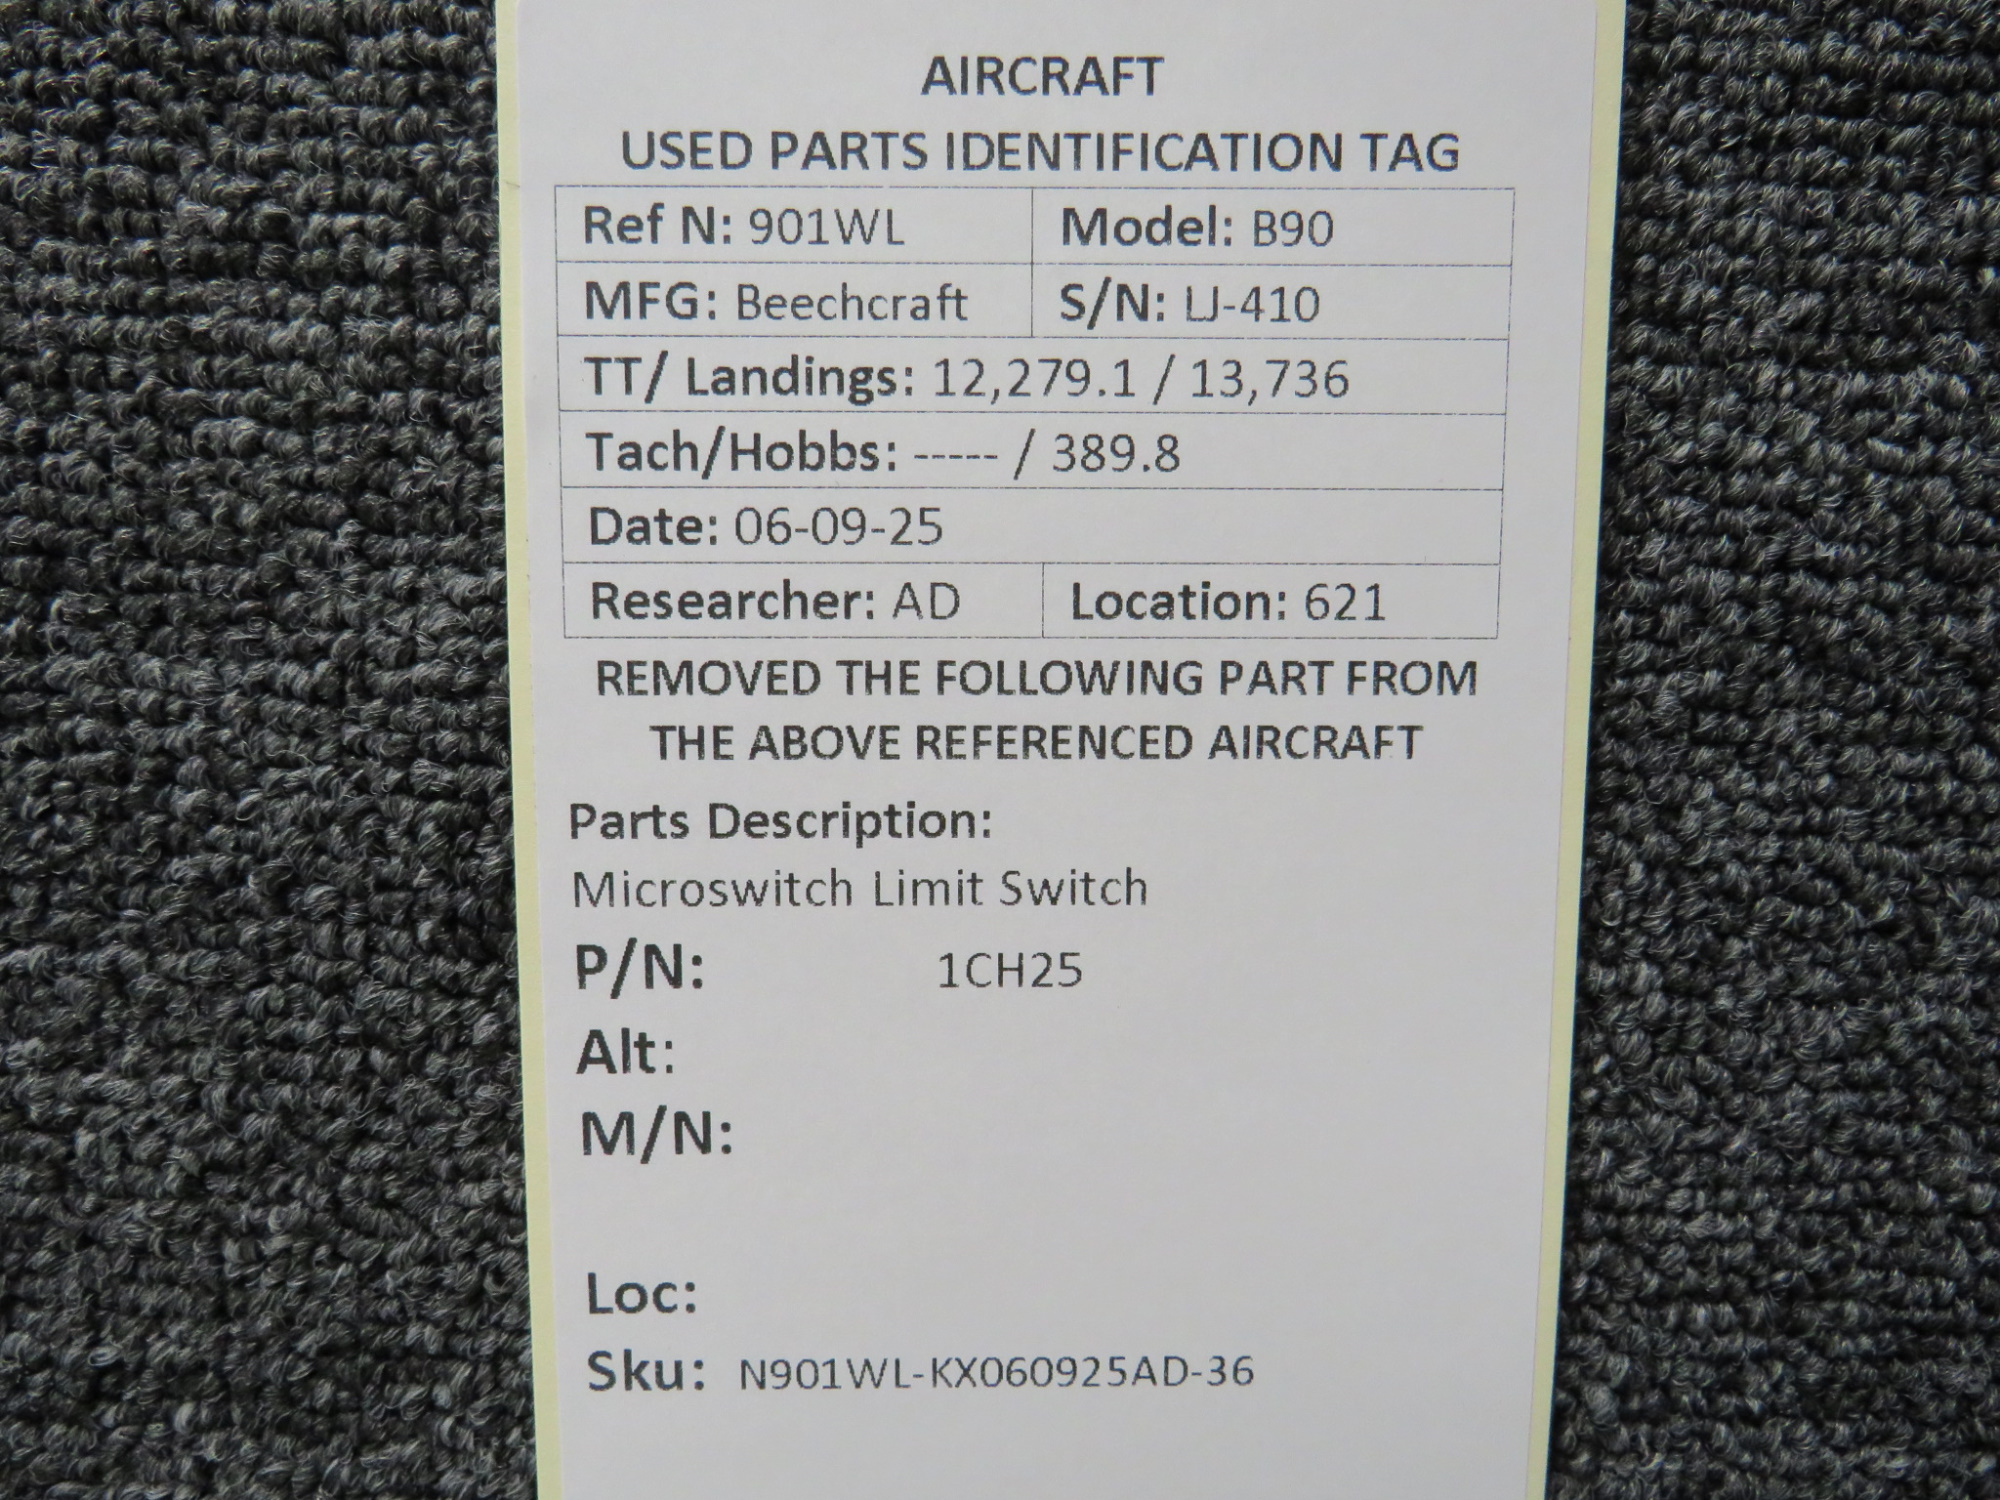 AIRCRAFT
USED PARTS IDENTIFICATION TAG
Ref N: 901WL Model: B90
MFG: Beechcraft S/N: LJ-410
TT/ Landings: 12,279.1 / 13,736
Tach/Hobbs: ----- / 389.8
Date: 06-09-25
Researcher: AD Location: 621
REMOVED THE FOLLOWING PART FROM
THE ABOVE REFERENCED AIRCRAFT
Parts Description:
Microswitch Limit Switch
P/N: 1CH25
Alt:
M/N:
Loc:
Sku: N901WL-KX060925AD-36